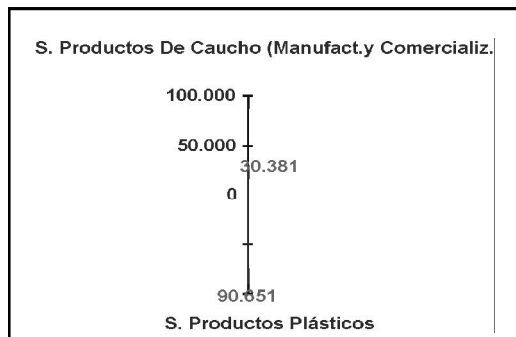 S. Productos De Caucho (Manufact.y Comercializ.
100.000
50.000
30.381
0
90.651
S. Productos Plásticos